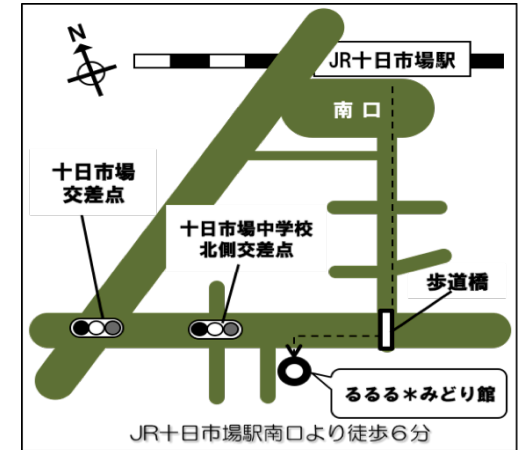 N
JR十日市場駅
南口
十日市場
交差点
十日市場中学校
北側交差点
歩道橋
るるる＊みどり館
JR十日市場駅南口より徒歩６分